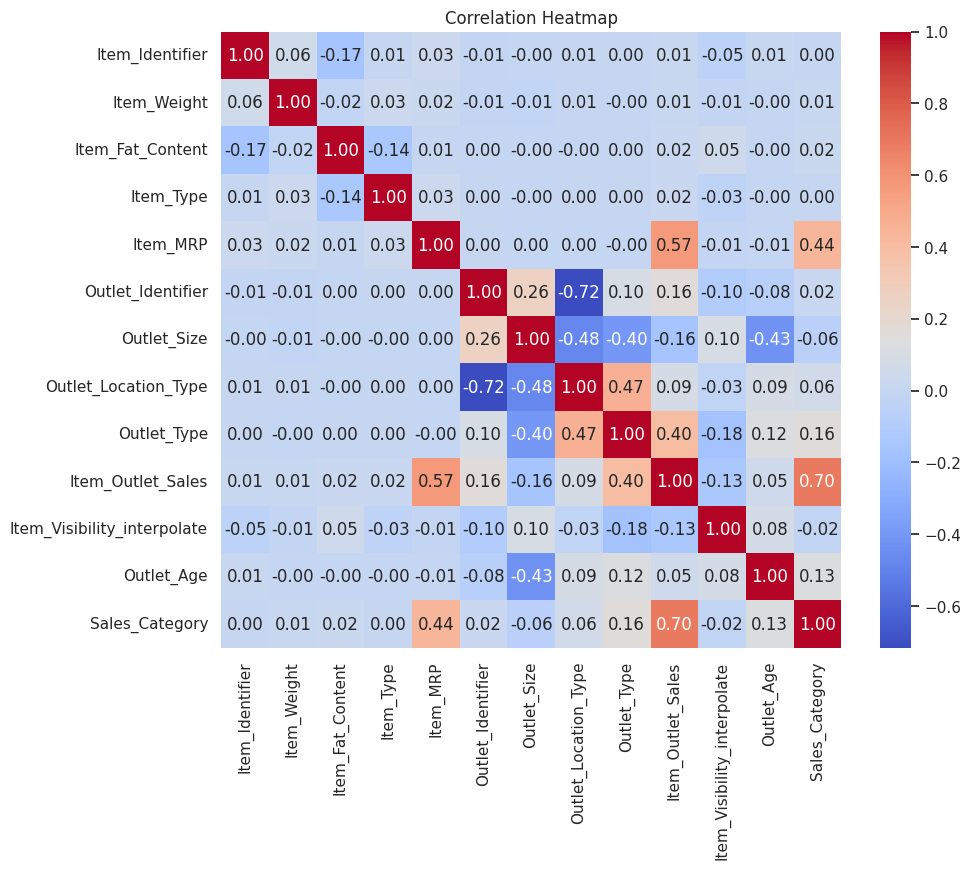 Correlation Heatmap
Item_Identifier 1.00 0.06 -0.17 0.01 0.03 -0.01 -0.00 0.01 0.00 0.01 -0.05 0.01 0.00
Item_Weight 0.06 1.00 -0.02 0.03 0.02 -0.01 -0.01 0.01 -0.00 0.01 -0.01 -0.00 0.01
Item_Fat_Content -0.17 -0.02 1.00 -0.14 0.01 0.00 -0.00 -0.00 0.00 0.02 0.05 -0.00 0.02
Item_Type 0.01 0.03 -0.14 1.00 0.03 0.00 -0.00 0.00 0.00 0.02 -0.03 -0.00 0.00
Item_MRP 0.03 0.02 0.01 0.03 1.00 0.00 0.00 0.00 -0.00 0.57 -0.01 -0.01 0.44
Outlet_Identifier -0.01 -0.01 0.00 0.00 0.00 1.00 0.26 -0.72 0.10 0.16 -0.10 -0.08 0.02
Outlet_Size -0.00 -0.01 -0.00 -0.00 0.00 0.26 1.00 -0.48 -0.40 -0.16 0.10 -0.43 -0.06
Outlet_Location_Type 0.01 0.01 -0.00 0.00 0.00 -0.72 -0.48 1.00 0.47 0.09 -0.03 0.09 0.06
Outlet_Type 0.00 -0.00 0.00 0.00 -0.00 0.10 -0.40 0.47 1.00 0.40 -0.18 0.12 0.16
Item_Outlet_Sales 0.01 0.01 0.02 0.02 0.57 0.16 -0.16 0.09 0.40 1.00 -0.13 0.05 0.70
Item_Visibility_interpolate -0.05 -0.01 0.05 -0.03 -0.01 -0.10 0.10 -0.03 -0.18 -0.13 1.00 0.08 -0.02
Outlet_Age 0.01 -0.00 -0.00 -0.00 -0.01 -0.08 -0.43 0.09 0.12 0.05 0.08 1.00 0.13
Sales_Category 0.00 0.01 0.02 0.00 0.44 0.02 -0.06 0.06 0.16 0.70 -0.02 0.13 1.00
Item_Identifier
Item_Weight
Item_Fat_Content
Item_Type
Item_MRP
Outlet_Identifier
Outlet_Size
Outlet_Location_Type
Outlet_Type
Item_Outlet_Sales
Item_Visibility_interpolate
Outlet_Age
Sales_Category
1.0
0.8
0.6
0.4
0.2
0.0
−0.2
−0.4
−0.6